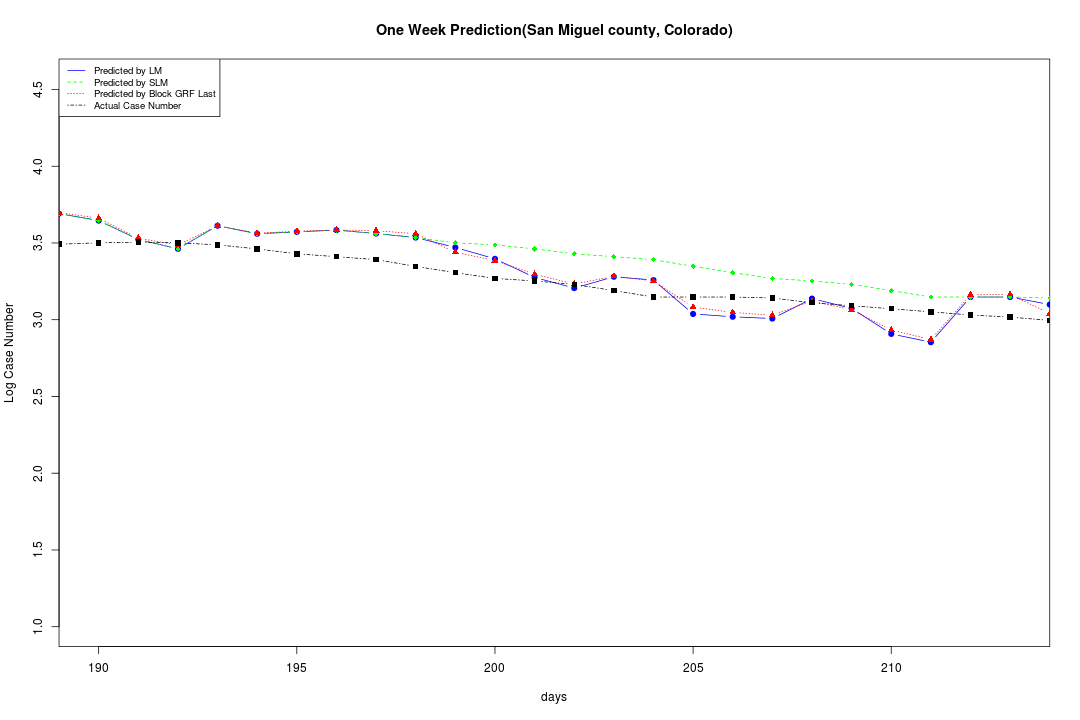 One Week Prediction(San Miguel county, Colorado)
Predicted by LM
Predicted by SLM
Predicted by Block GRF Last
Actual Case Number
Log Case Number
4.5
4.0
3.5
3.0
2.5
2.0
1.5
1.0
190 195 200 205 210
days